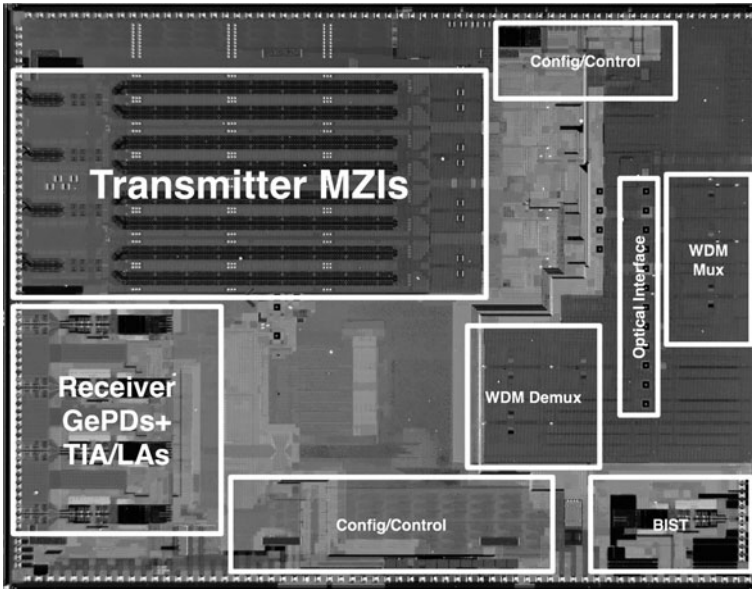 Config/Control
Transmitter MZIs
WDM
Mux
Optical Interface
Receiver
GePDs+
TIA/LAs
WDM Demux
Config/Control
BIST